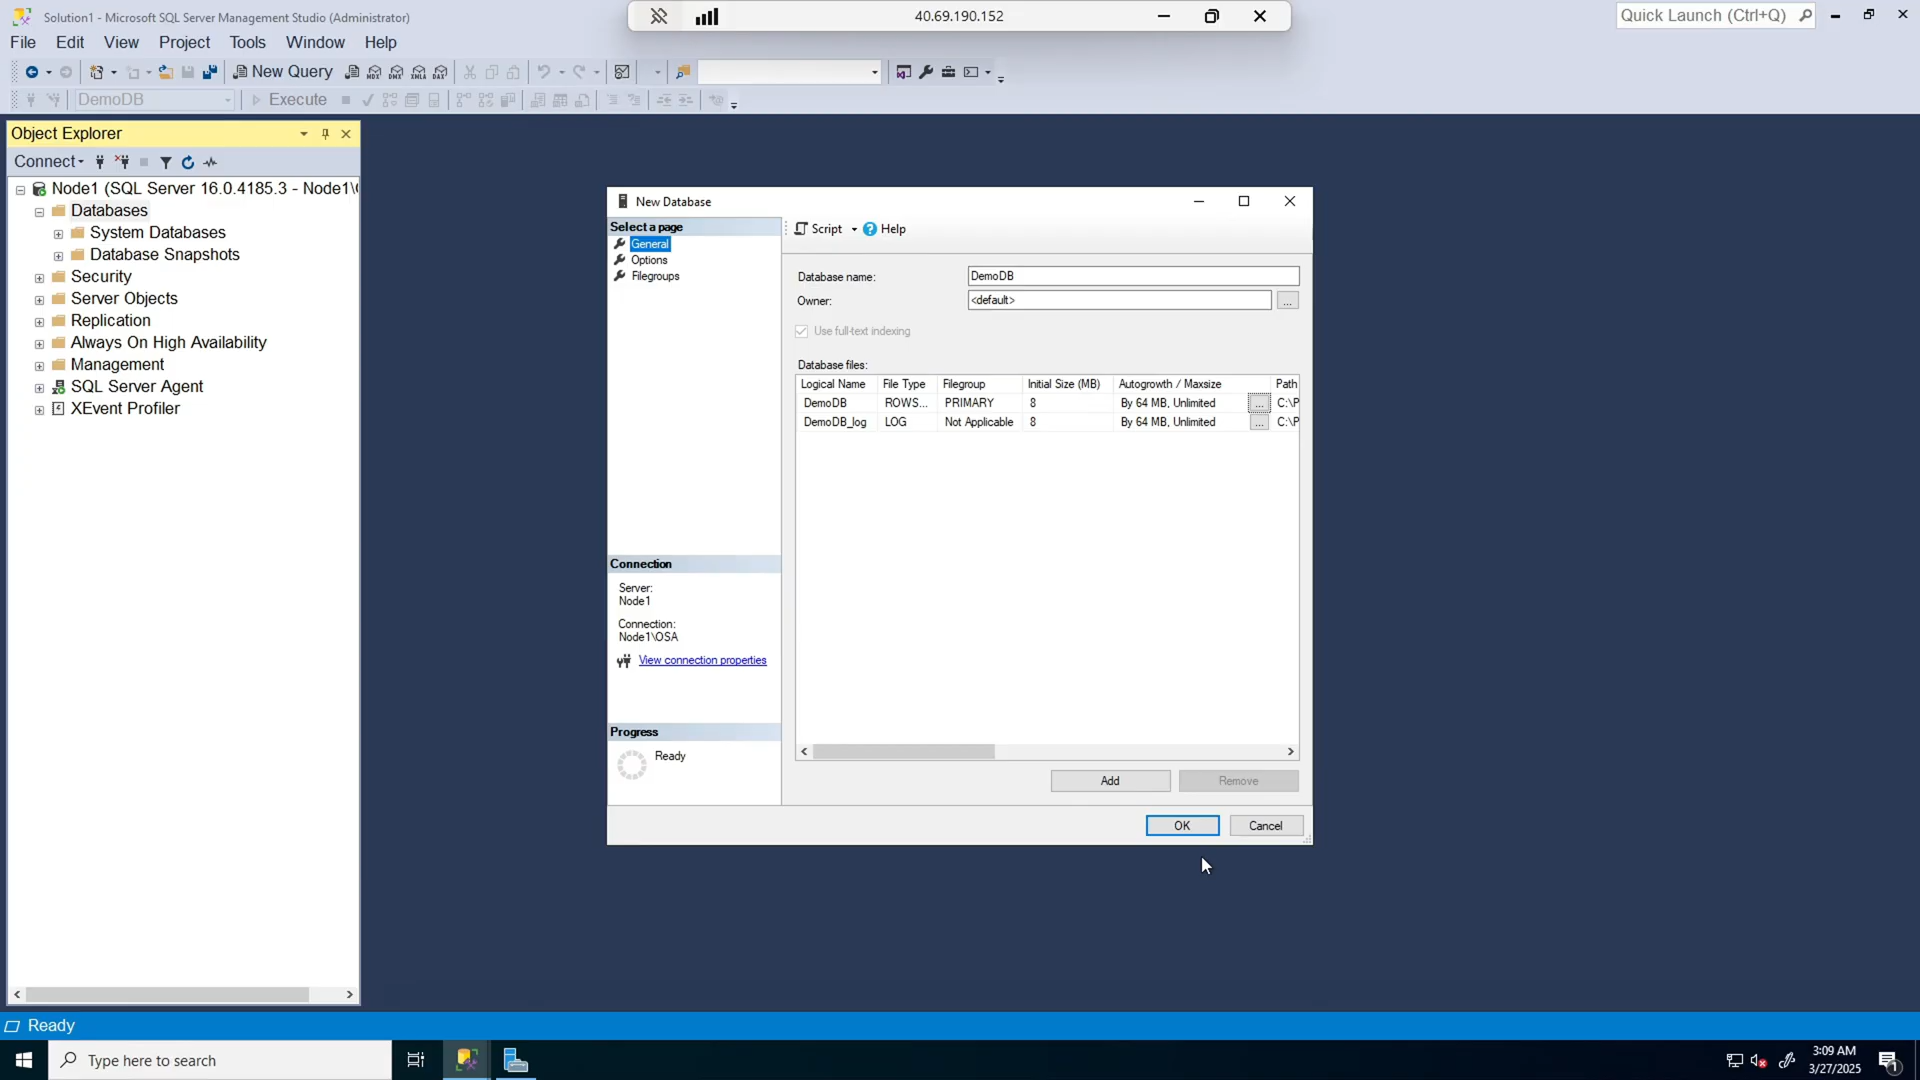 Solution1 - Microsoft SQL Server Management Studio (Administrator)
40.69.190.152
Quick Launch (Ctrl+Q)
File Edit View Project Tools Window Help
New Query
DemoDB
Execute
Object Explorer
Connect
Node1 (SQL Server 16.0.4185.3 - Node1\
Databases
System Databases
Database Snapshots
Security
Server Objects
Replication
Always On High Availability
Management
SQL Server Agent
XEvent Profiler
New Database
Select a page
General
Options
Filegroups
Script
Help
Database name:
DemoDB
Owner:
<default>
...
Use full-text indexing
Database files:
Logical Name File Type Filegroup Initial Size (MB) Autogrowth / Maxsize Path
DemoDB ROWS... PRIMARY 8 By 64 MB, Unlimited ... C:\P
DemoDB_log LOG Not Applicable 8 By 64 MB, Unlimited ... C:\P
Connection
Server:
Node1
Connection:
Node1\OSA
View connection properties
Progress
Ready
Add
Remove
OK
Cancel
Ready
Type here to search
3:09 AM
3/27/2025
1